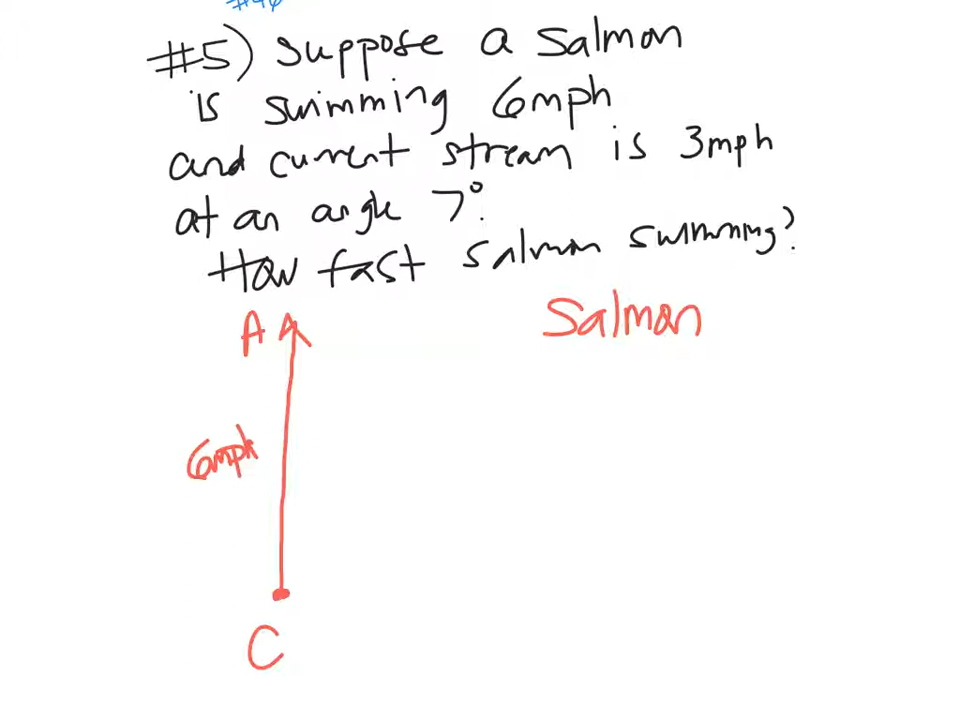 #5) Suppose a Salmon
is swimming 6mph
and current stream is 3mph
at an angle 7°.
How fast salmon swimming?
A
Salmon
6mph
C